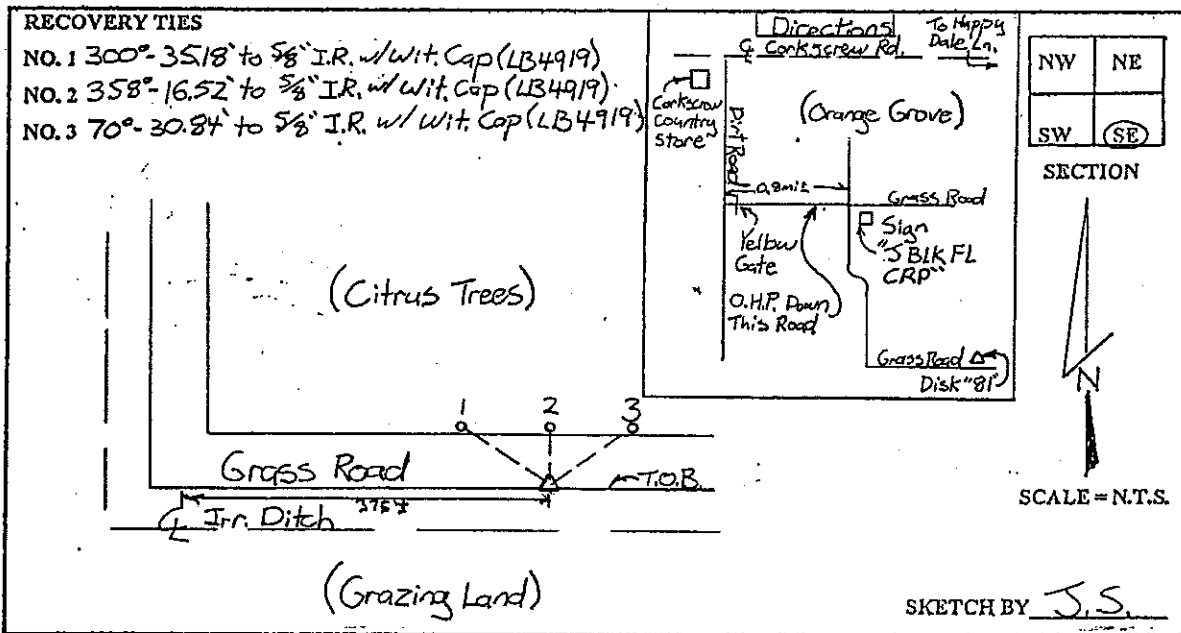 RECOVERY TIES
NO. 1 300°-35.18' to 5/8" I.R. w/ Wit. Cap (LB4919)
NO. 2 358°-16.52' to 5/8" I.R. w/ Wit. Cap (LB4919)
NO. 3 70°-30.84' to 5/8" I.R. w/ Wit. Cap (LB4919)
Directions
To Happy
Dale Ln.
℄ Corkscrew Rd.
Corkscrew
Country
Store
Dirt Road
(Orange Grove)
0.8mi±
Grass Road
Yellow
Gate
Sign
"J BLK FL
CRP"
O.H.P. Down
This Road
Grass Road
Disk "81"
NW NE
SW SE
SECTION
N
SCALE = N.T.S.
(Citrus Trees)
1 2 3
Grass Road
T.O.B.
375'±
℄ Irr. Ditch
(Grazing Land)
SKETCH BY J.S.